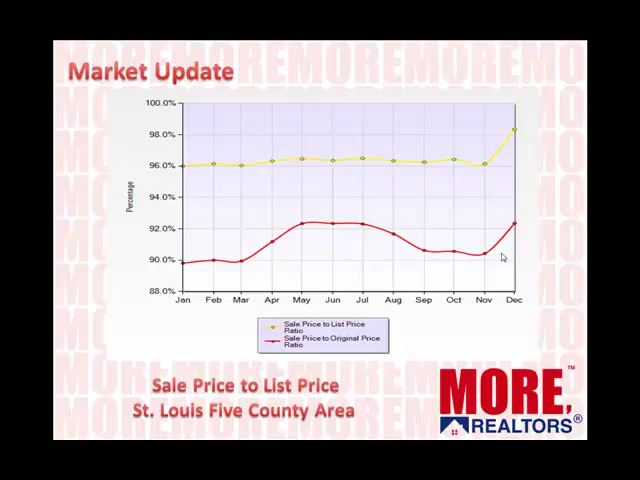 Market Update
100.0%
98.0%
96.0%
94.0%
92.0%
90.0%
88.0%
Percentage
Jan Feb Mar Apr May Jun Jul Aug Sep Oct Nov Dec
Sale Price to List Price
Ratio
Sale Price to Original Price
Ratio
Sale Price to List Price
St. Louis Five County Area
MORE, ™
REALTORS®